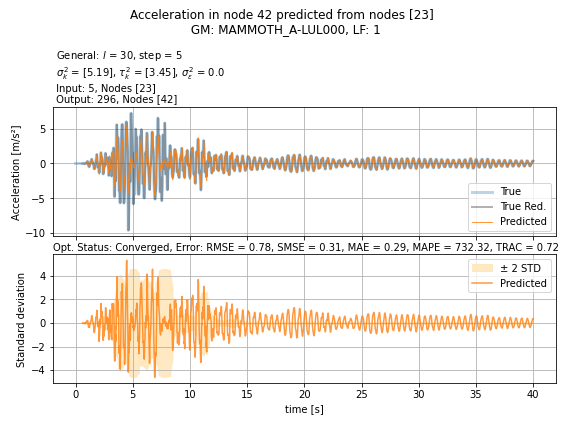 Acceleration in node 42 predicted from nodes [23]
GM: MAMMOTH_A-LUL000, LF: 1
General: l = 30, step = 5
σ²ₖ = [5.19], τ²ₖ = [3.45], σ²ε = 0.0
Input: 5, Nodes [23]
Output: 296, Nodes [42]
Acceleration [m/s²]
5
0
−5
−10
True
True Red.
Predicted
Opt. Status: Converged, Error: RMSE = 0.78, SMSE = 0.31, MAE = 0.29, MAPE = 732.32, TRAC = 0.72
Standard deviation
4
2
0
−2
−4
± 2 STD
Predicted
0 5 10 15 20 25 30 35 40
time [s]